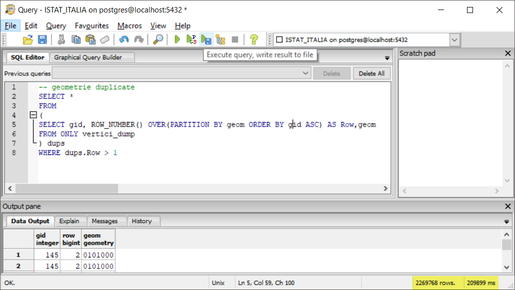 Query - ISTAT_ITALIA on postgres@localhost:5432 *
File Edit Query Favourites Macros View Help
ISTAT_ITALIA on postgres@localhost:5432
Execute query, write result to file
SQL Editor Graphical Query Builder
Previous queries Delete Delete All
Scratch pad
1 -- geometrie duplicate
2 SELECT *
3 FROM
4 (
5 SELECT gid, ROW_NUMBER() OVER(PARTITION BY geom ORDER BY gid ASC) AS Row,geom
6 FROM ONLY vertici_dump
7 ) dups
8 WHERE dups.Row > 1
Output pane
Data Output Explain Messages History
gid integer row bigint geom geometry
1 145 2 0101000
2 145 2 0101000
OK. Unix Ln 5, Col 59, Ch 100 2269768 rows. 209899 ms